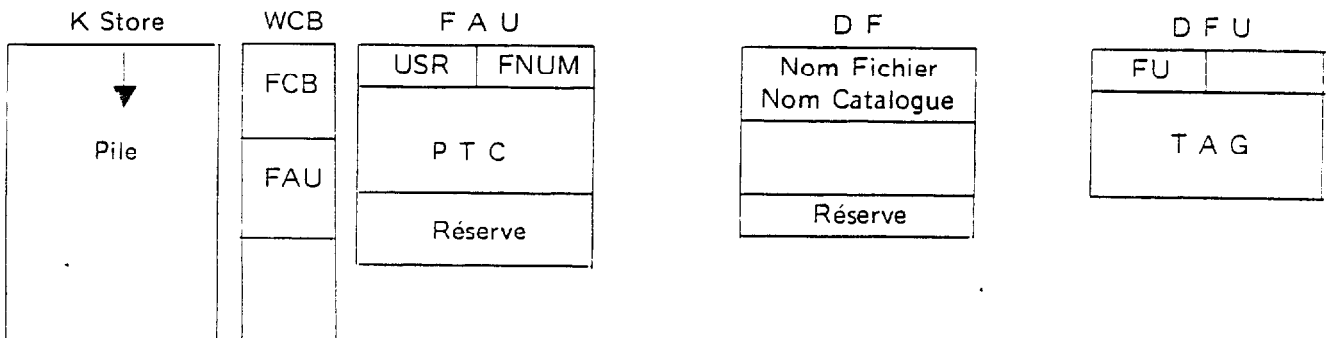 K Store
WCB
F A U
D F
D F U
Pile
FCB
FAU
USR FNUM
P T C
Réserve
Nom Fichier
Nom Catalogue
Réserve
FU
T A G